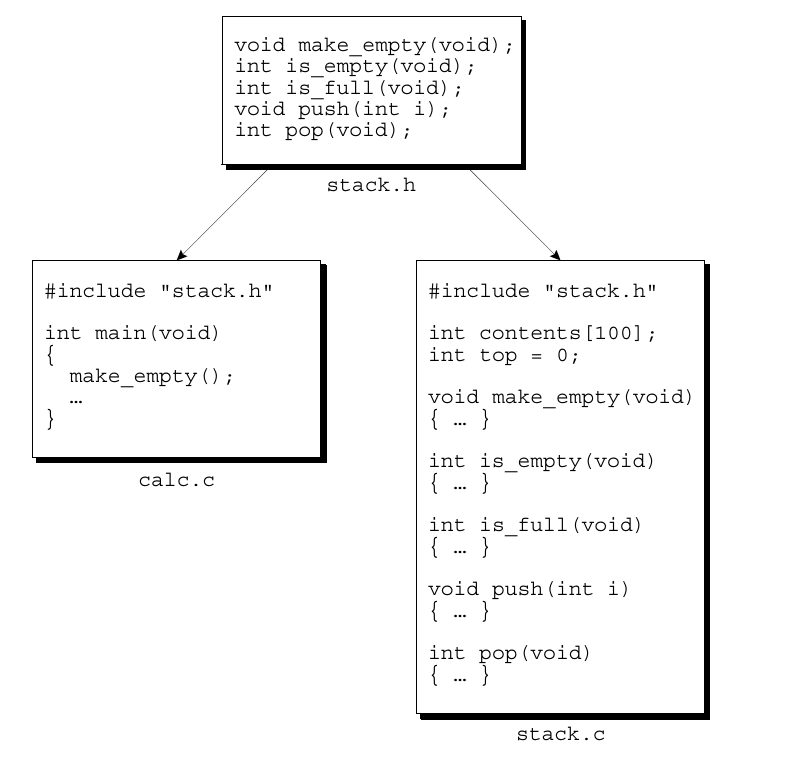 void make_empty(void);
int is_empty(void);
int is_full(void);
void push(int i);
int pop(void);
stack.h
#include "stack.h"
int main(void)
{
make_empty();
…
}
calc.c
#include "stack.h"
int contents[100];
int top = 0;
void make_empty(void)
{ … }
int is_empty(void)
{ … }
int is_full(void)
{ … }
void push(int i)
{ … }
int pop(void)
{ … }
stack.c